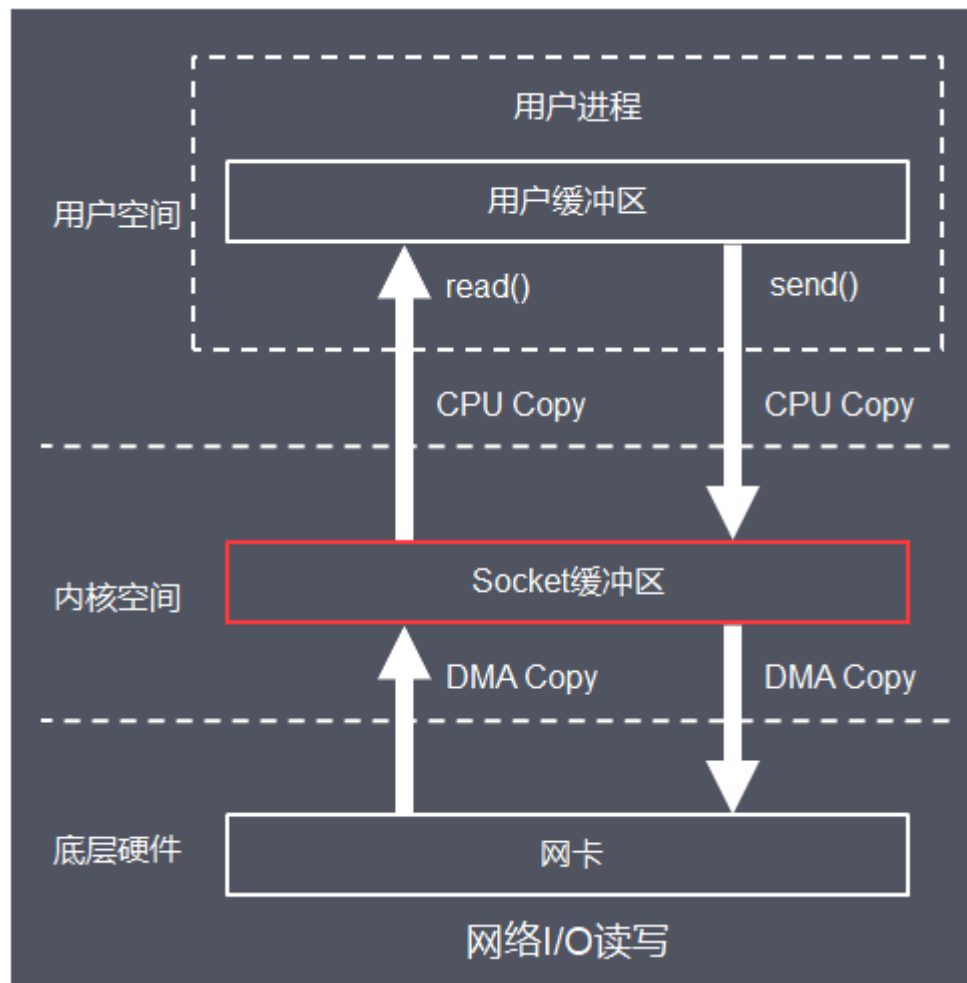 用户进程
用户缓冲区
用户空间
read()
send()
CPU Copy
CPU Copy
Socket缓冲区
内核空间
DMA Copy
DMA Copy
网卡
底层硬件
网络I/O读写